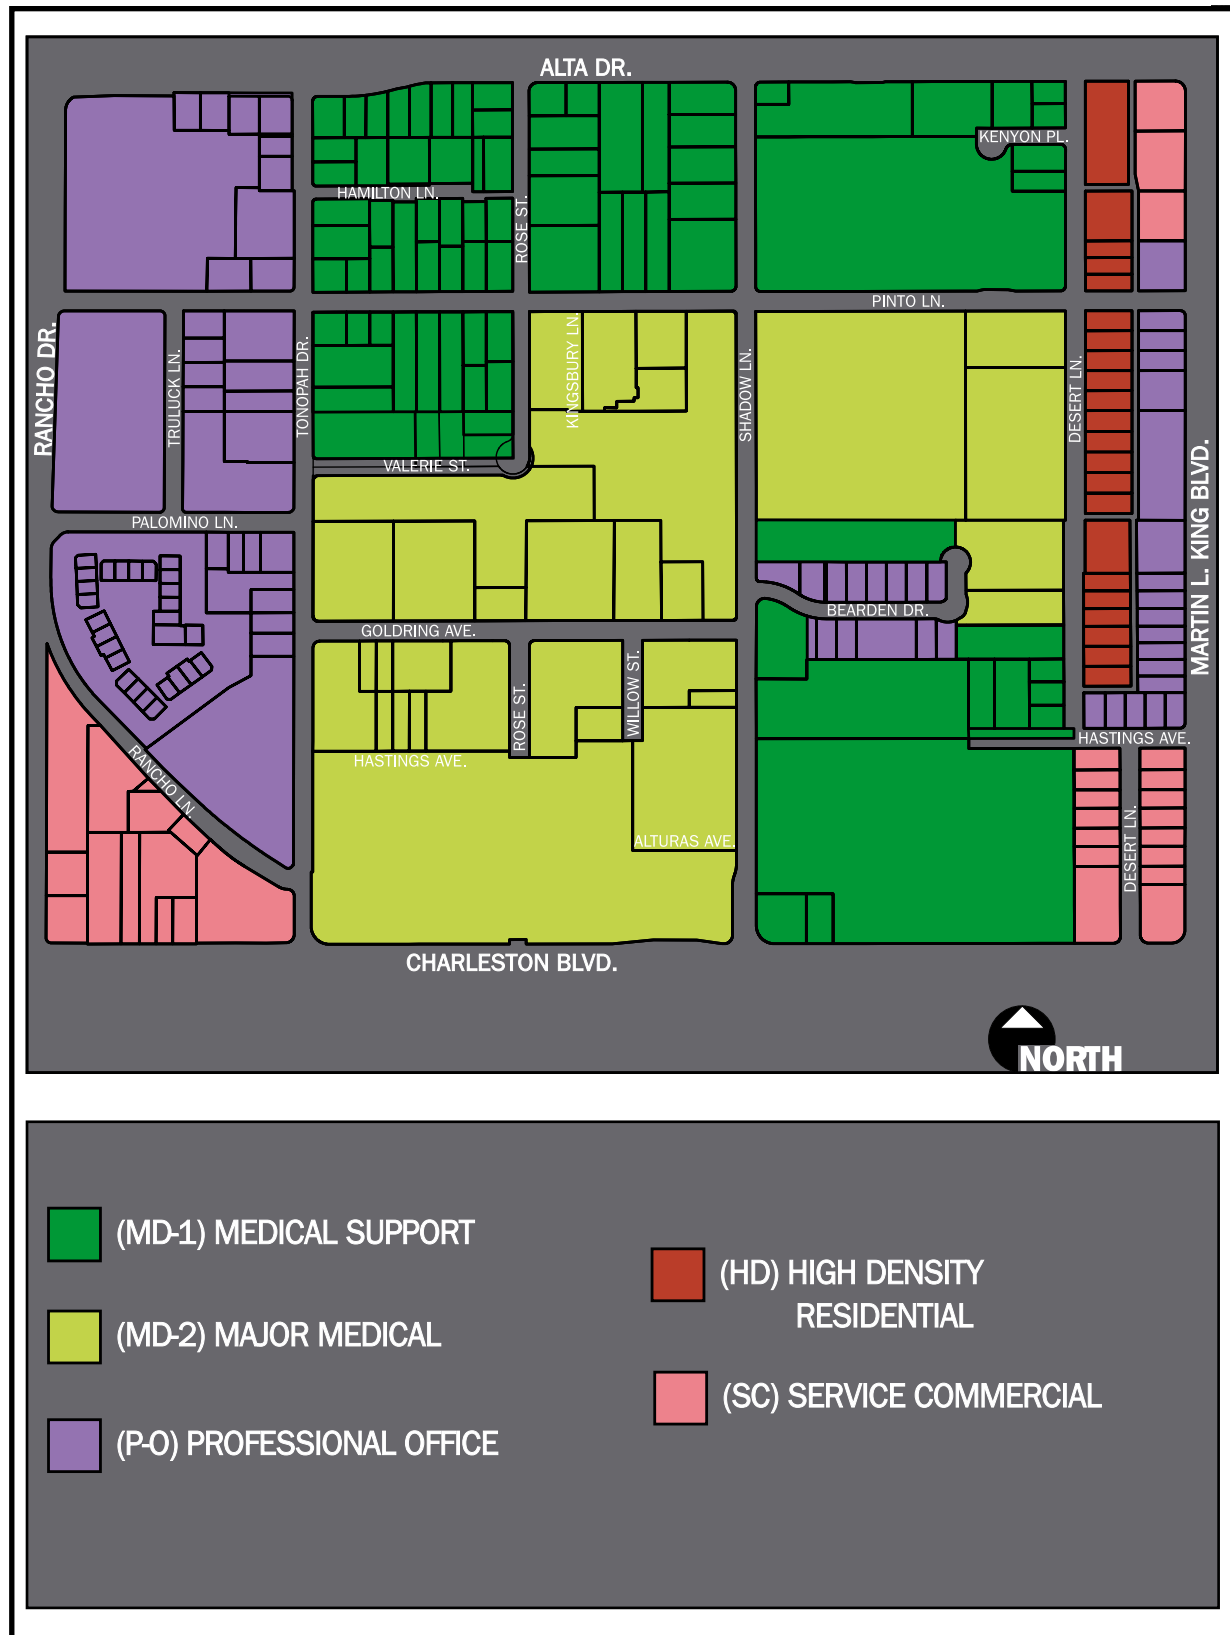 ALTA DR.
KENYON PL.
HAMILTON LN.
ROSE ST.
PINTO LN.
RANCHO DR.
TRULUCK LN.
TONOPAH DR.
KINGSBURY LN.
SHADOW LN.
DESERT LN.
MARTIN L. KING BLVD.
VALERIE ST.
PALOMINO LN.
BEARDEN DR.
GOLDRING AVE.
ROSE ST.
WILLOW ST.
HASTINGS AVE.
HASTINGS AVE.
RANCHO LN.
ALTURAS AVE.
DESERT LN.
CHARLESTON BLVD.
NORTH
(MD-1) MEDICAL SUPPORT
(MD-2) MAJOR MEDICAL
(P-O) PROFESSIONAL OFFICE
(HD) HIGH DENSITY
RESIDENTIAL
(SC) SERVICE COMMERCIAL